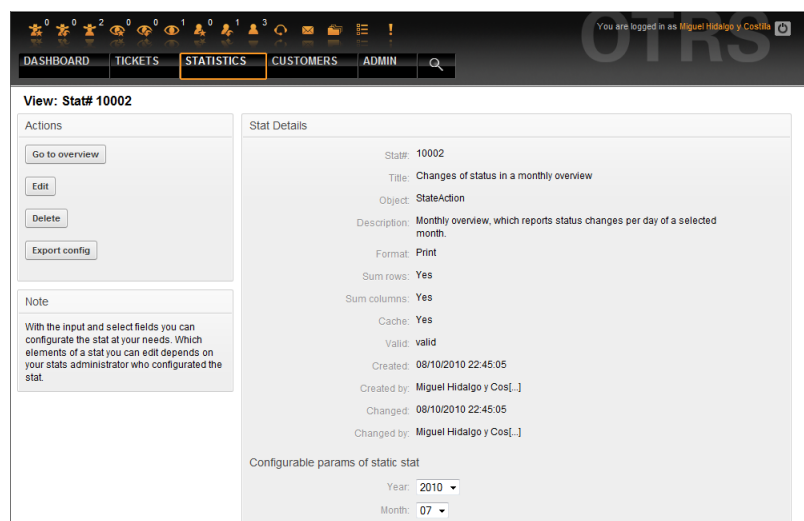 0 0 2 0 0 1 0 1 3
You are logged in as Miguel Hidalgo y Costilla
OTRS
DASHBOARD TICKETS STATISTICS CUSTOMERS ADMIN
View: Stat# 10002
Actions
Go to overview
Edit
Delete
Export config
Note
With the input and select fields you can
configurate the stat at your needs. Which
elements of a stat you can edit depends on
your stats administrator who configurated the
stat.
Stat Details
Stat#: 10002
Title: Changes of status in a monthly overview
Object: StateAction
Description: Monthly overview, which reports status changes per day of a selected
month.
Format: Print
Sum rows: Yes
Sum columns: Yes
Cache: Yes
Valid: valid
Created: 08/10/2010 22:45:05
Created by: Miguel Hidalgo y Cos[...]
Changed: 08/10/2010 22:45:05
Changed by: Miguel Hidalgo y Cos[...]
Configurable params of static stat
Year: 2010
Month: 07